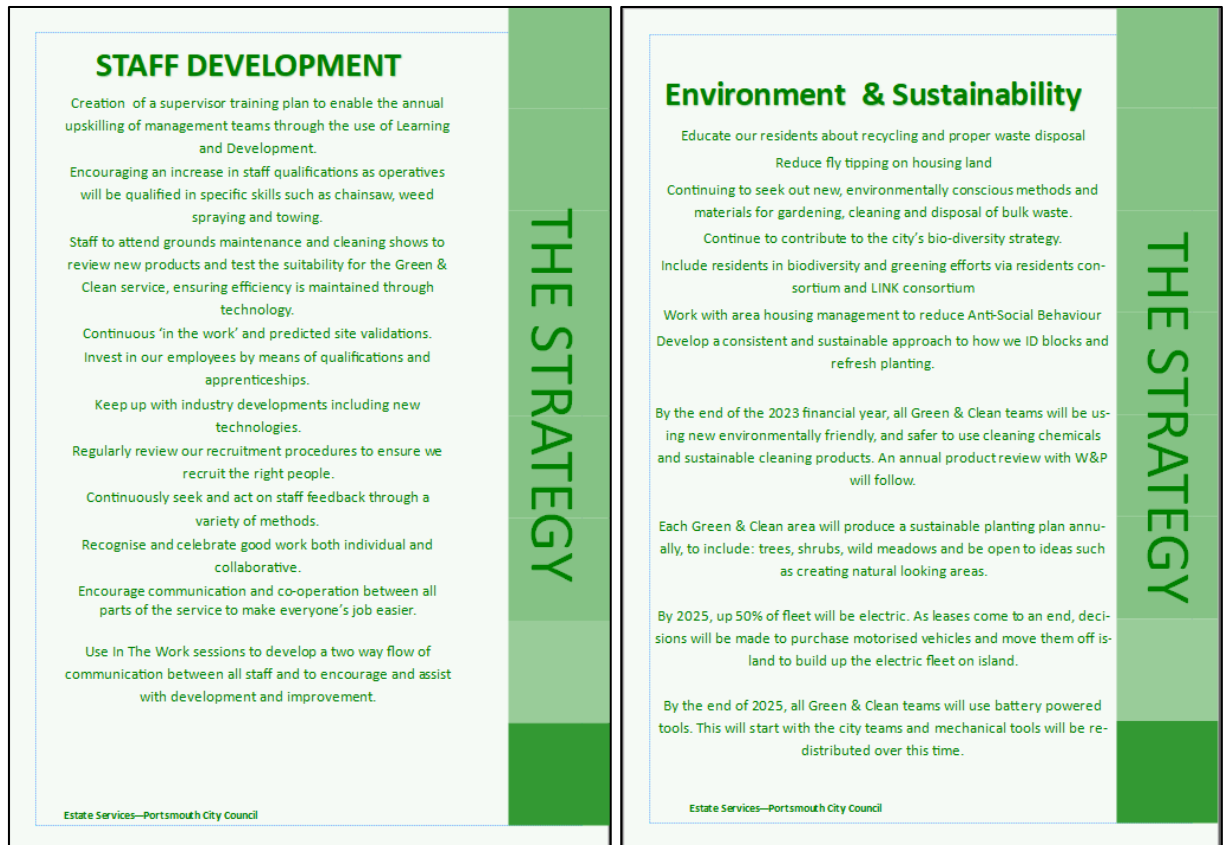 STAFF DEVELOPMENT
Creation of a supervisor training plan to enable the annual
upskilling of management teams through the use of Learning
and Development.
Encouraging an increase in staff qualifications as operatives
will be qualified in specific skills such as chainsaw, weed
spraying and towing.
Staff to attend grounds maintenance and cleaning shows to
review new products and test the suitability for the Green &
Clean service, ensuring efficiency is maintained through
technology.
Continuous ‘in the work’ and predicted site validations.
Invest in our employees by means of qualifications and
apprenticeships.
Keep up with industry developments including new
technologies.
Regularly review our recruitment procedures to ensure we
recruit the right people.
Continuously seek and act on staff feedback through a
variety of methods.
Recognise and celebrate good work both individual and
collaborative.
Encourage communication and co-operation between all
parts of the service to make everyone’s job easier.
Use In The Work sessions to develop a two way flow of
communication between all staff and to encourage and assist
with development and improvement.
Estate Services—Portsmouth City Council
THE STRATEGY
Environment & Sustainability
Educate our residents about recycling and proper waste disposal
Reduce fly tipping on housing land
Continuing to seek out new, environmentally conscious methods and
materials for gardening, cleaning and disposal of bulk waste.
Continue to contribute to the city’s bio-diversity strategy.
Include residents in biodiversity and greening efforts via residents con-
sortium and LINK consortium
Work with area housing management to reduce Anti-Social Behaviour
Develop a consistent and sustainable approach to how we ID blocks and
refresh planting.
By the end of the 2023 financial year, all Green & Clean teams will be us-
ing new environmentally friendly, and safer to use cleaning chemicals
and sustainable cleaning products. An annual product review with W&P
will follow.
Each Green & Clean area will produce a sustainable planting plan annu-
ally, to include: trees, shrubs, wild meadows and be open to ideas such
as creating natural looking areas.
By 2025, up 50% of fleet will be electric. As leases come to an end, deci-
sions will be made to purchase motorised vehicles and move them off is-
land to build up the electric fleet on island.
By the end of 2025, all Green & Clean teams will use battery powered
tools. This will start with the city teams and mechanical tools will be re-
distributed over this time.
Estate Services—Portsmouth City Council
THE STRATEGY